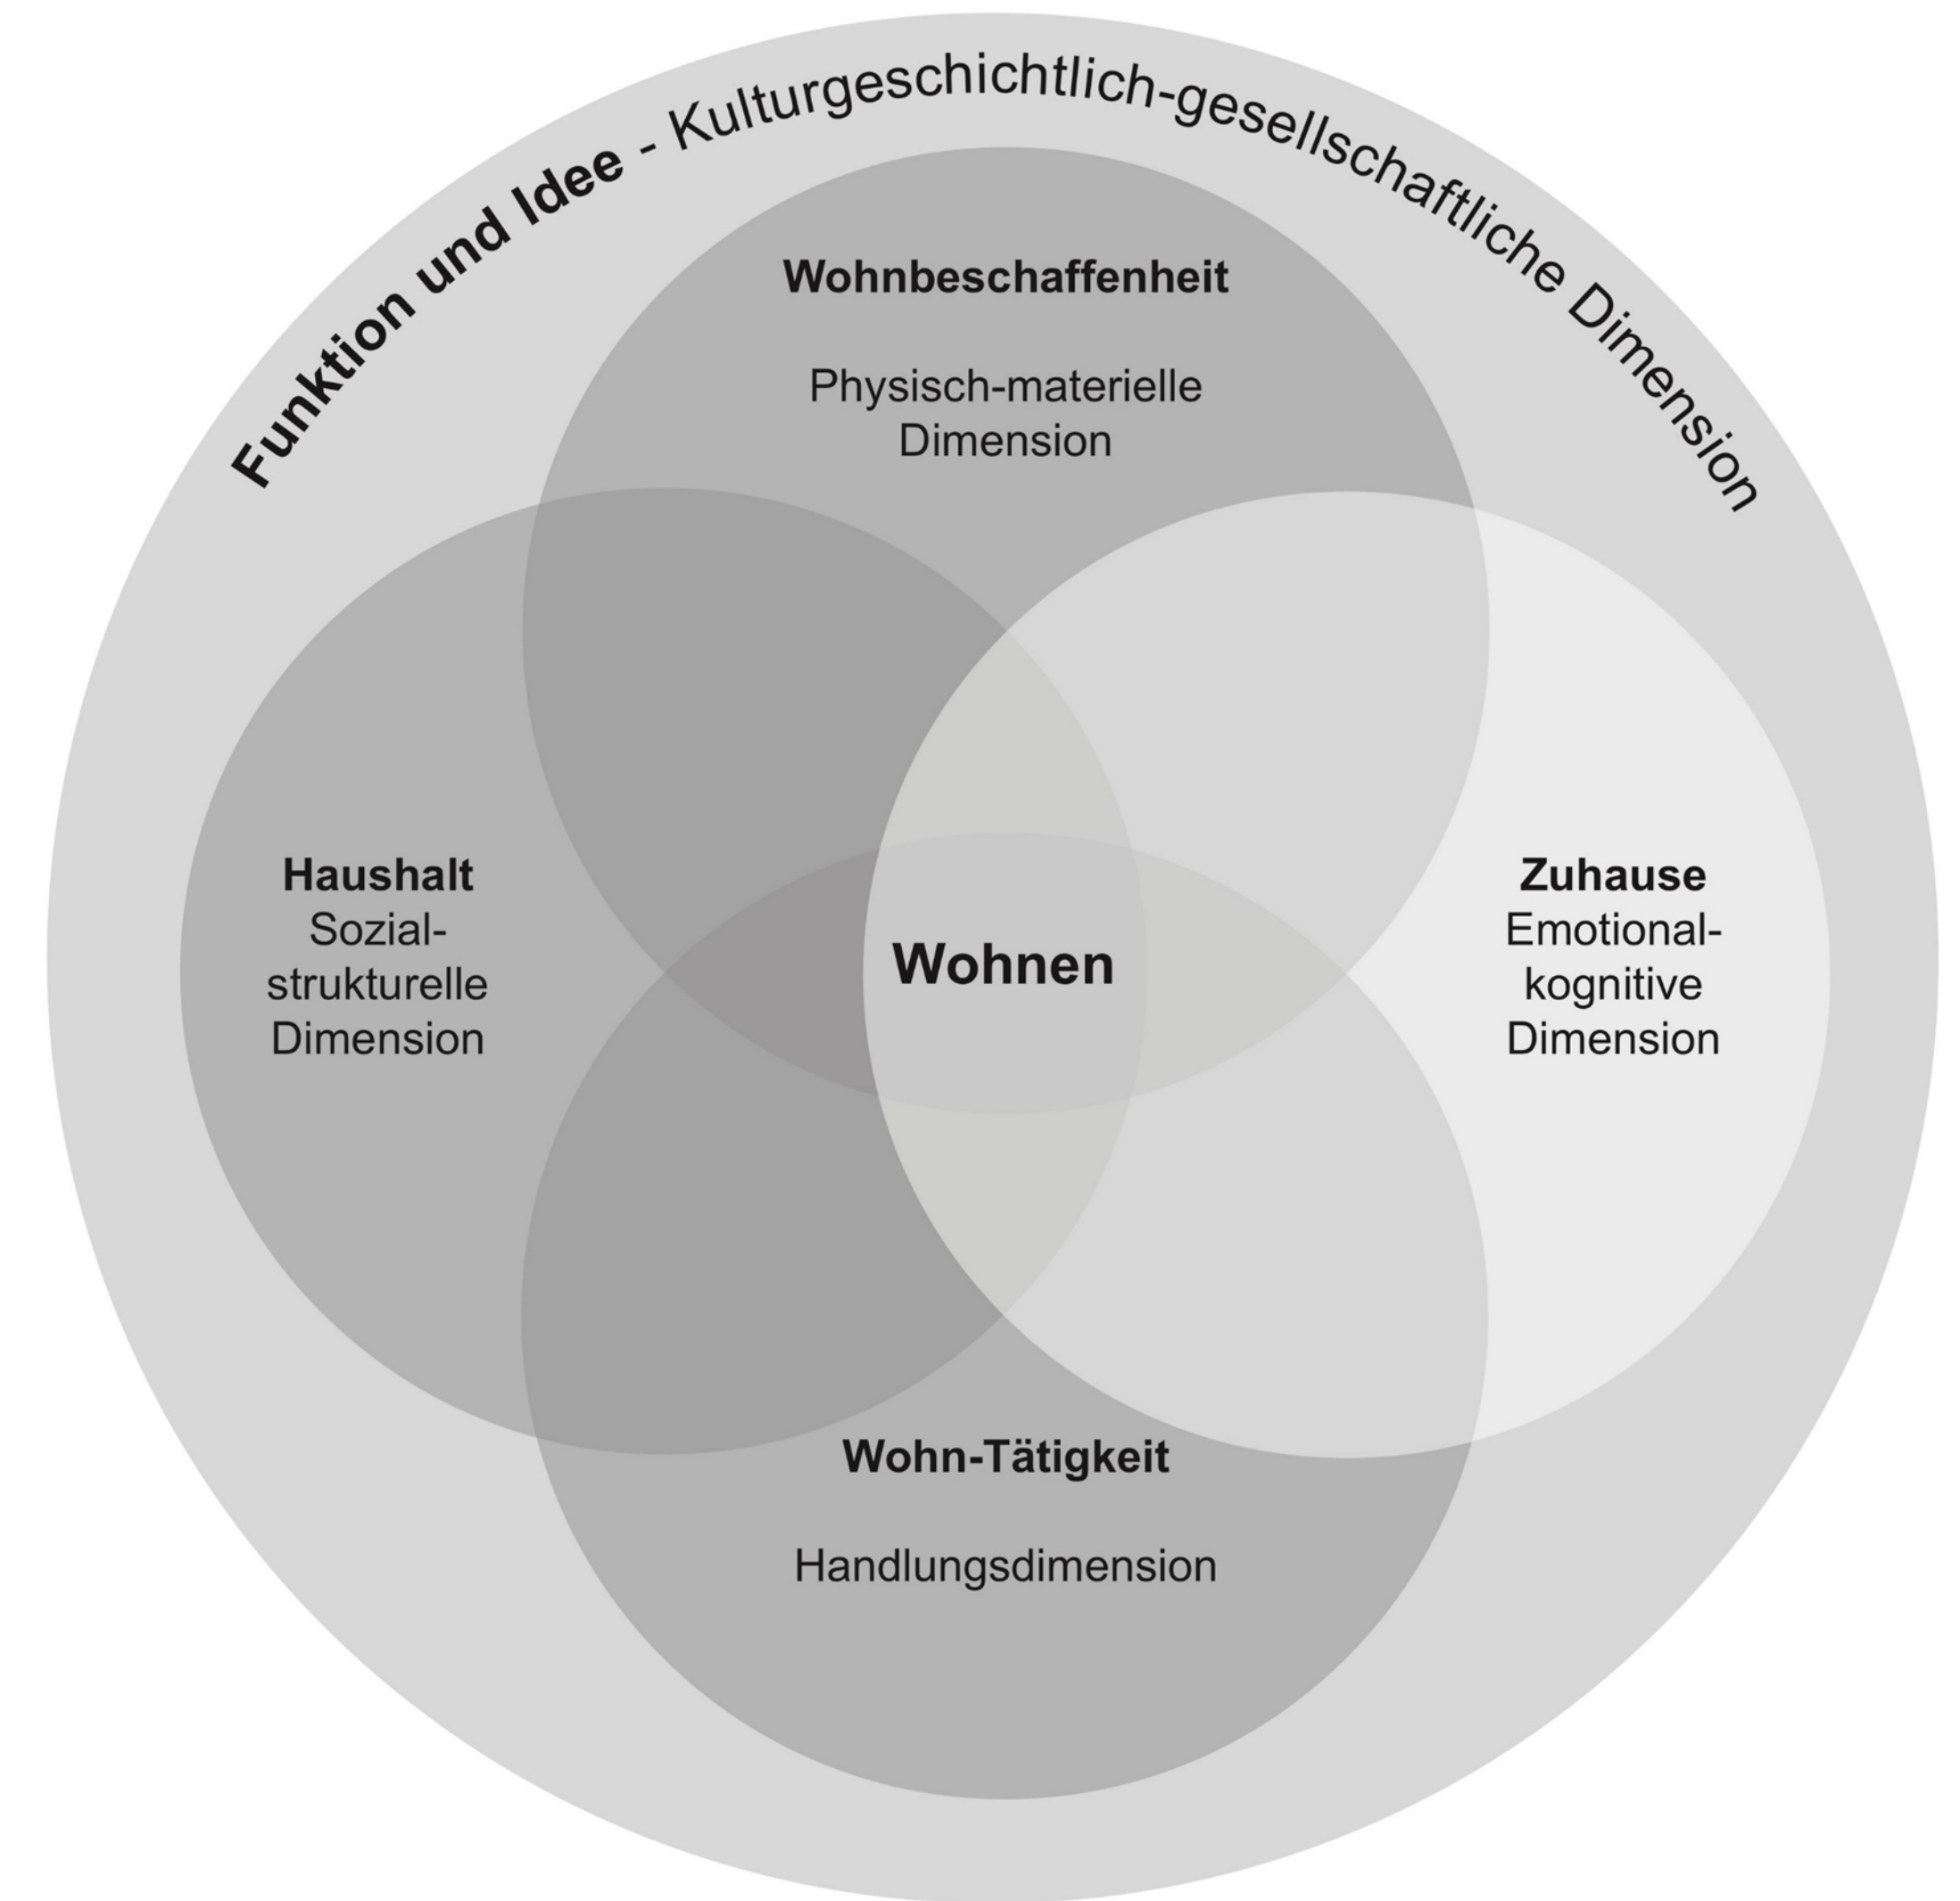 Funktion und Idee - Kulturgeschichtlich-gesellschaftliche Dimension
Wohnbeschaffenheit
Physisch-materielle
Dimension
Haushalt
Sozial-
strukturelle
Dimension
Wohnen
Zuhause
Emotional-
kognitive
Dimension
Wohn-Tätigkeit
Handlungsdimension